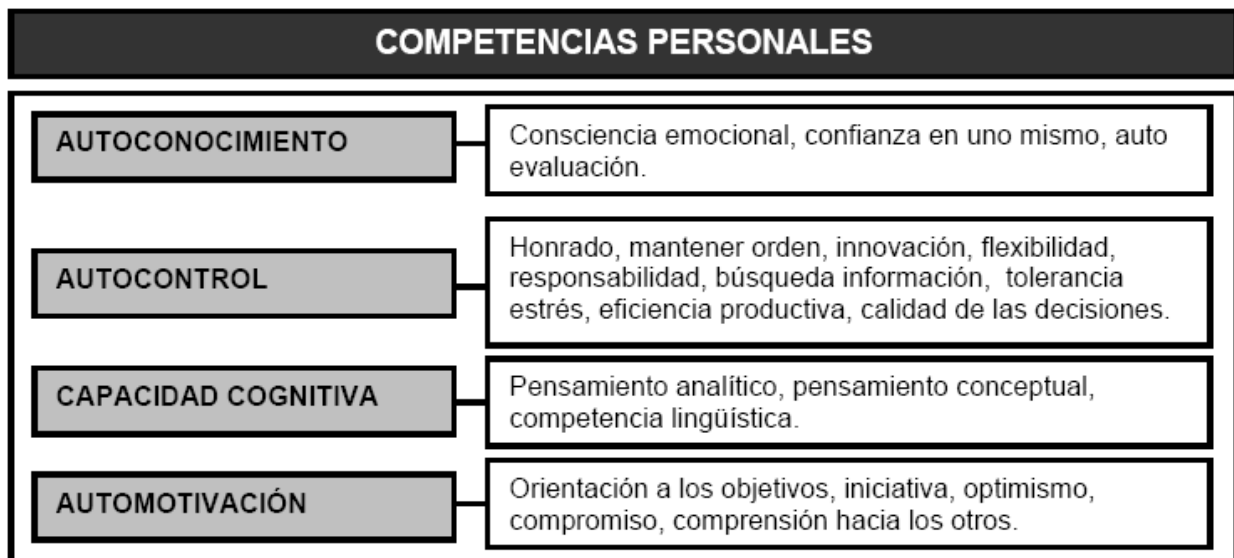 COMPETENCIAS PERSONALES
AUTOCONOCIMIENTO
Consciencia emocional, confianza en uno mismo, auto
evaluación.
AUTOCONTROL
Honrado, mantener orden, innovación, flexibilidad,
responsabilidad, búsqueda información, tolerancia
estrés, eficiencia productiva, calidad de las decisiones.
CAPACIDAD COGNITIVA
Pensamiento analítico, pensamiento conceptual,
competencia lingüística.
AUTOMOTIVACIÓN
Orientación a los objetivos, iniciativa, optimismo,
compromiso, comprensión hacia los otros.